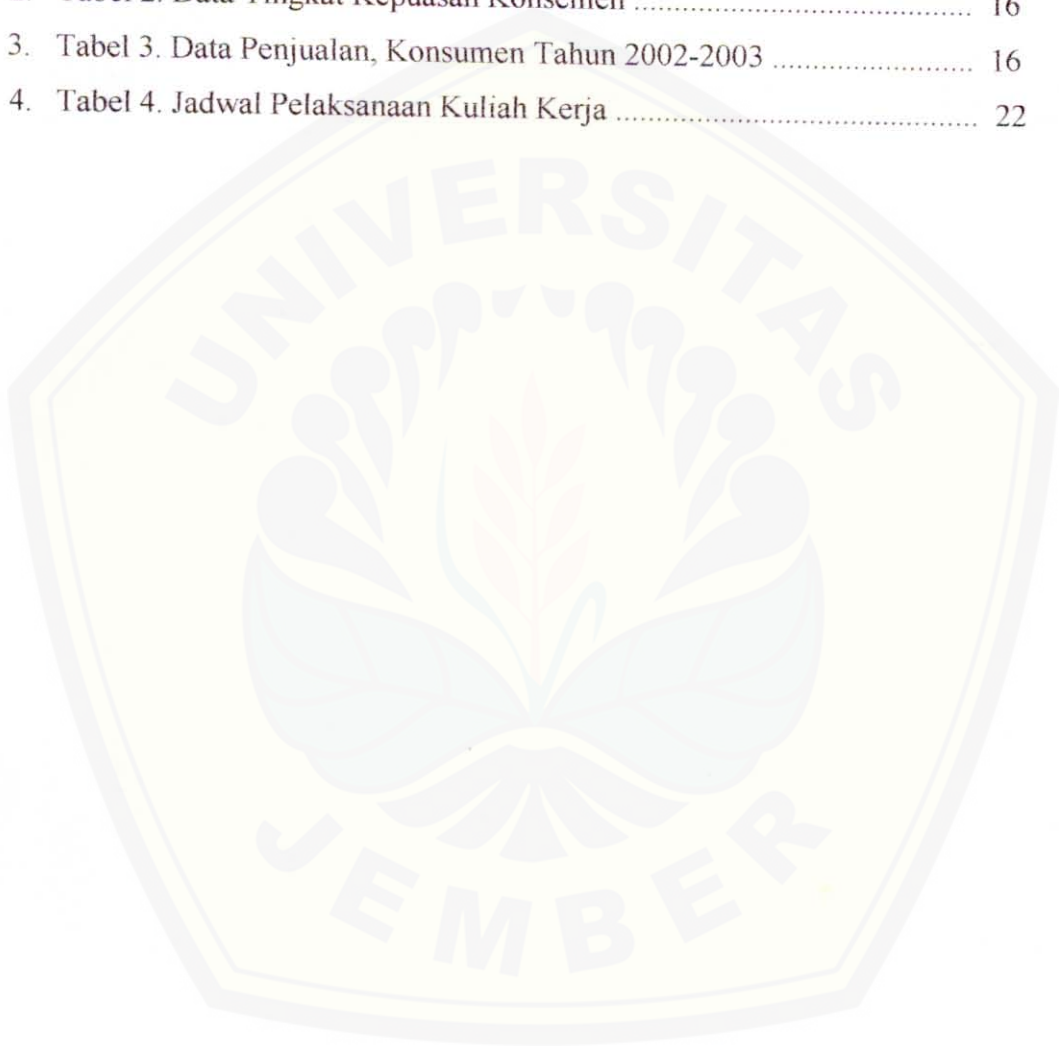 Tabel 2. Data Tingkat Kepuasan Konsemen ........................................ 16
3. Tabel 3. Data Penjualan, Konsumen Tahun 2002-2003 ........................ 16
4. Tabel 4. Jadwal Pelaksanaan Kuliah Kerja ........................................... 22
UNIVERSITAS
JEMBER